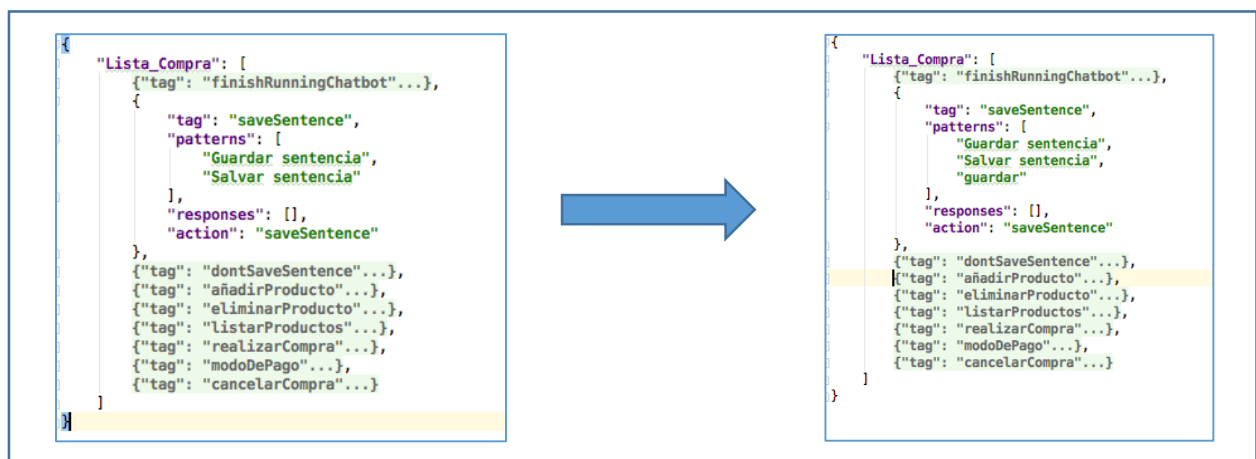 {
"Lista_Compra": [
{"tag": "finishRunningChatbot"...},
{
"tag": "saveSentence",
"patterns": [
"Guardar sentencia",
"Salvar sentencia"
],
"responses": [],
"action": "saveSentence"
},
{"tag": "dontSaveSentence"...},
{"tag": "añadirProducto"...},
{"tag": "eliminarProducto"...},
{"tag": "listarProductos"...},
{"tag": "realizarCompra"...},
{"tag": "modoDePago"...},
{"tag": "cancelarCompra"...}
]
}
{
"Lista_Compra": [
{"tag": "finishRunningChatbot"...},
{
"tag": "saveSentence",
"patterns": [
"Guardar sentencia",
"Salvar sentencia",
"guardar"
],
"responses": [],
"action": "saveSentence"
},
{"tag": "dontSaveSentence"...},
{"tag": "añadirProducto"...},
{"tag": "eliminarProducto"...},
{"tag": "listarProductos"...},
{"tag": "realizarCompra"...},
{"tag": "modoDePago"...},
{"tag": "cancelarCompra"...}
]
}